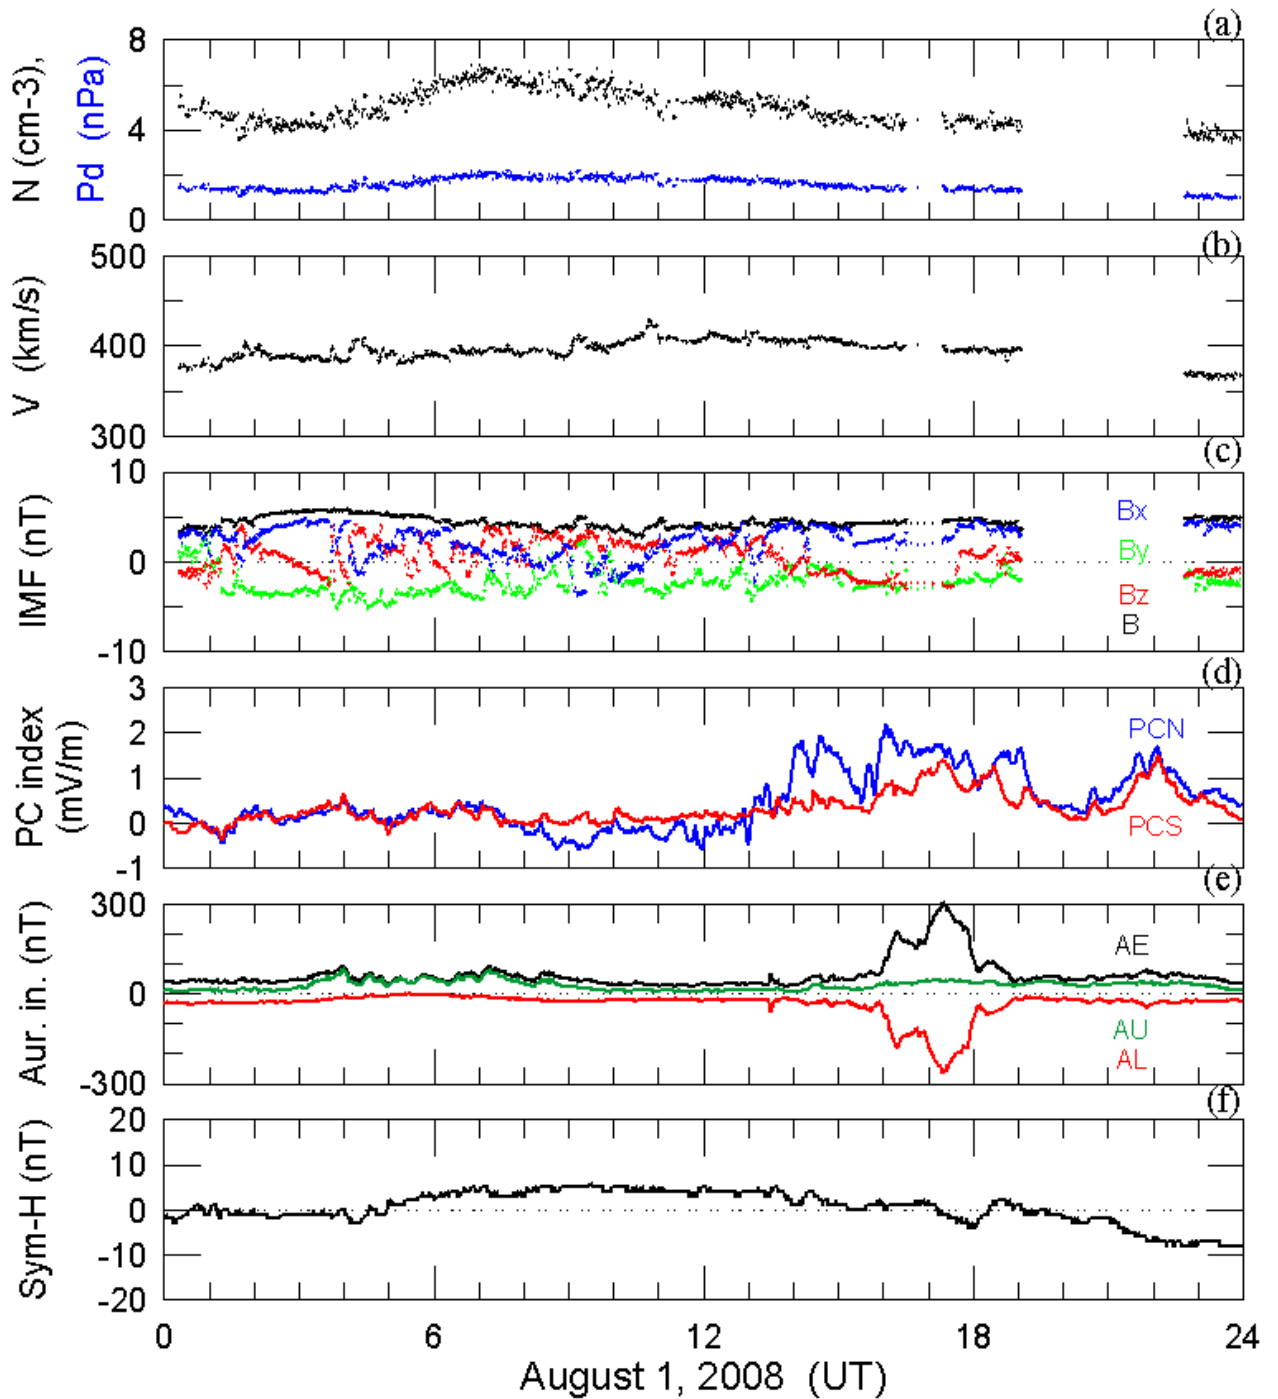 (a)
8
4
0
N (cm-3),
Pd (nPa)
(b)
500
400
300
V (km/s)
(c)
10
0
-10
IMF (nT)
Bx
By
Bz
B
(d)
3
2
1
0
-1
PC index
(mV/m)
PCN
PCS
(e)
300
0
-300
Aur. in. (nT)
AE
AU
AL
(f)
20
10
0
-10
-20
Sym-H (nT)
0 6 12 18 24
August 1, 2008 (UT)